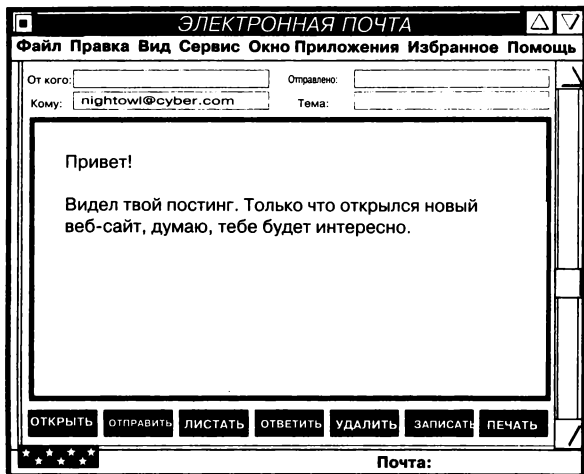 ЭЛЕКТРОННАЯ ПОЧТА
Файл Правка Вид Сервис Окно Приложения Избранное Помощь
От кого: Отправлено:
Кому: nightowl@cyber.com Тема:
Привет!
Видел твой постинг. Только что открылся новый
веб-сайт, думаю, тебе будет интересно.
ОТКРЫТЬ ОТПРАВИТЬ ЛИСТАТЬ ОТВЕТИТЬ УДАЛИТЬ ЗАПИСАТЬ ПЕЧАТЬ
Почта: